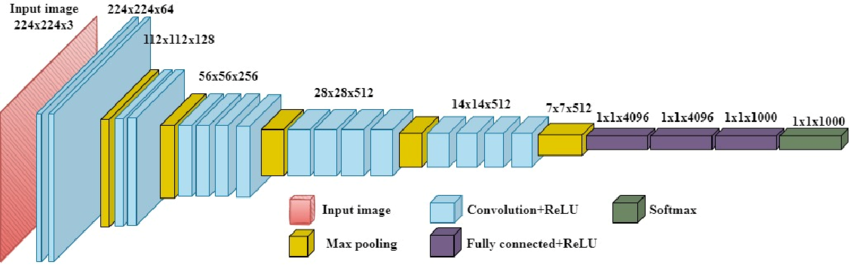 Input image
224x224x3
224x224x64
112x112x128
56x56x256
28x28x512
14x14x512
7x7x512
1x1x4096
1x1x4096
1x1x1000
1x1x1000
Input image
Convolution+ReLU
Softmax
Max pooling
Fully connected+ReLU